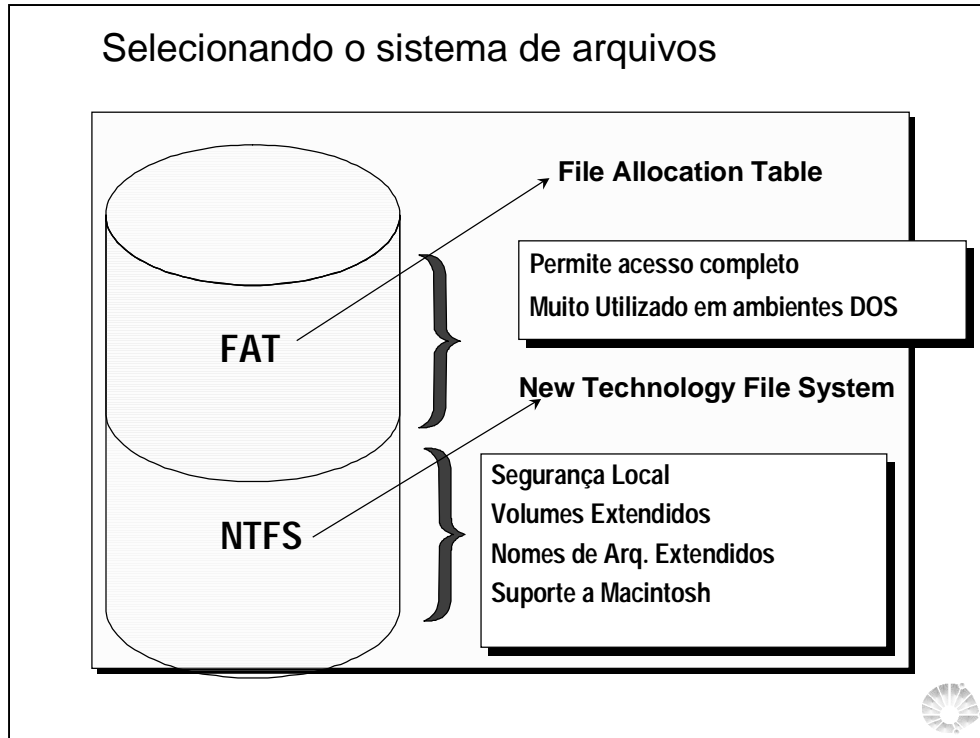 Selecionando o sistema de arquivos
File Allocation Table
Permite acesso completo
Muito Utilizado em ambientes DOS
FAT
New Technology File System
Segurança Local
Volumes Extendidos
NTFS
Nomes de Arq. Extendidos
Suporte a Macintosh